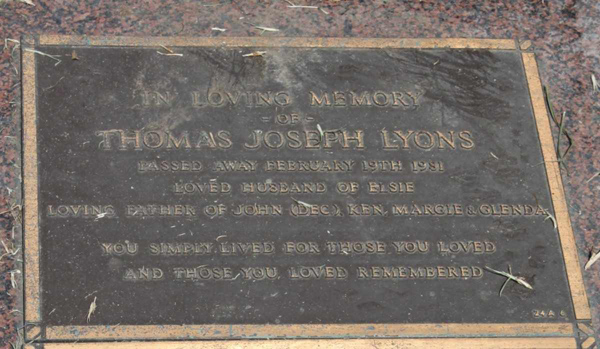 IN LOVING MEMORY
- OF -
THOMAS JOSEPH LYONS
PASSED AWAY FEBRUARY 19TH 1981
LOVED HUSBAND OF ELSIE
LOVING FATHER OF JOHN (DEC), KEN, MARGIE & GLENDA
YOU SIMPLY LIVED FOR THOSE YOU LOVED
AND THOSE YOU LOVED REMEMBERED